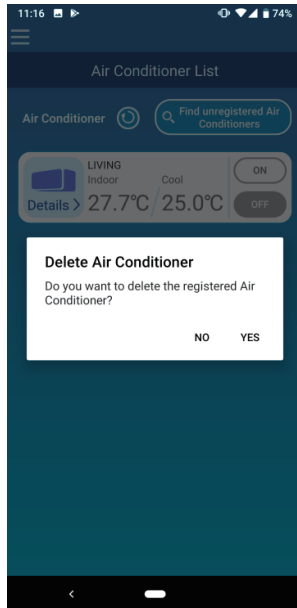 11:16 74%
Air Conditioner List
Air Conditioner
Find unregistered Air
Conditioners
LIVING
Indoor Cool
ON
Details > 27.7℃ 25.0℃
OFF
Delete Air Conditioner
Do you want to delete the registered Air
Conditioner?
NO YES